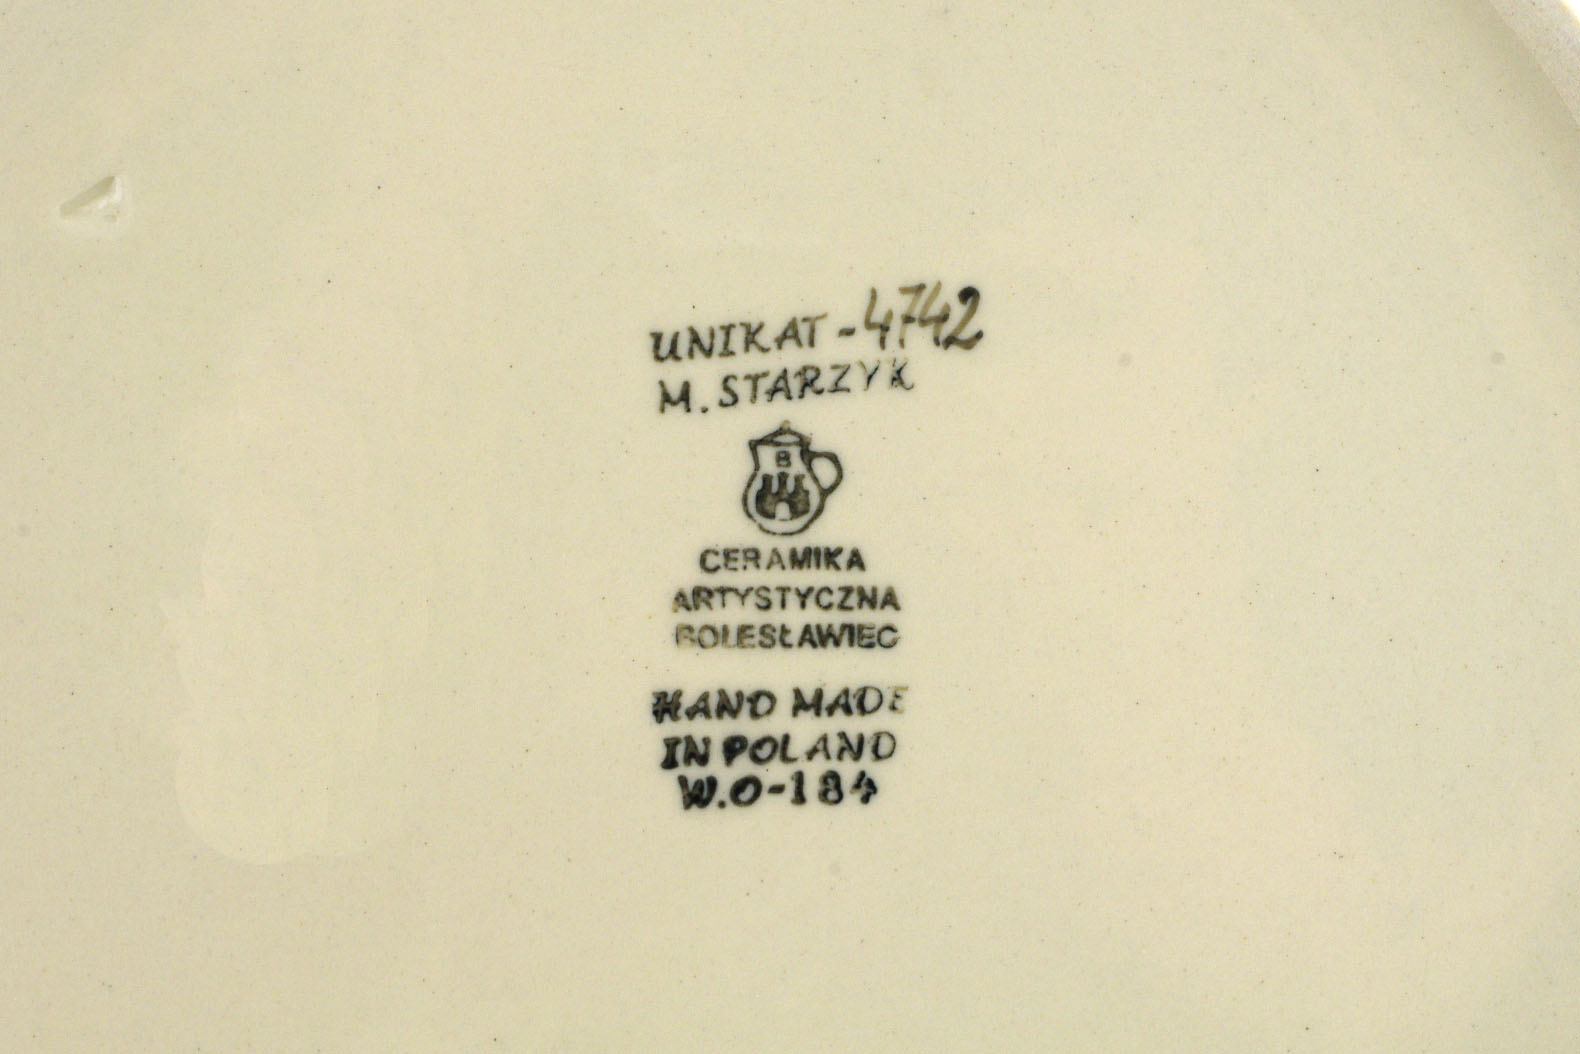 UNIKAT - 4742
M. STARZYK
B
CERAMIKA
ARTYSTYCZNA
BOLESŁAWIEC
HAND MADE
IN POLAND
W.O-184